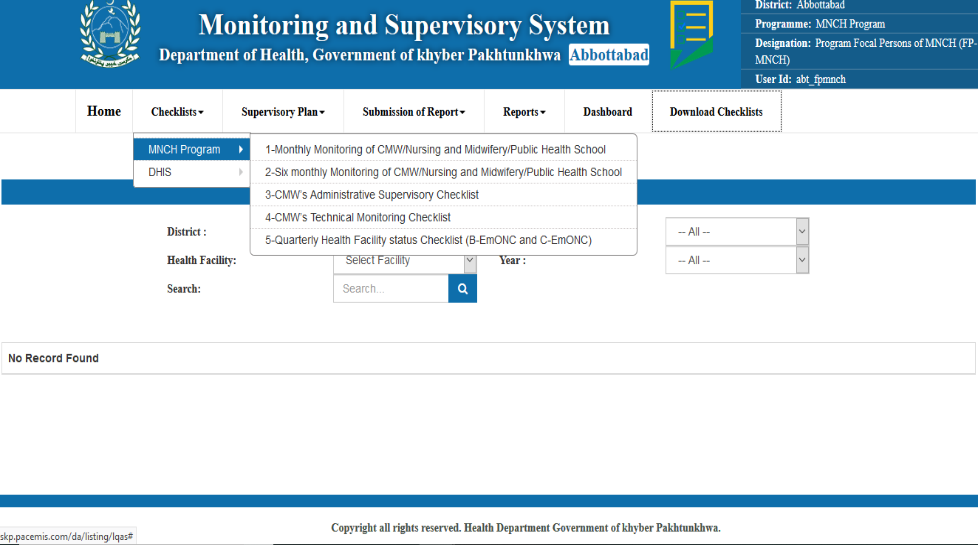 District: Abbottabad
Monitoring and Supervisory System
Programme: MNCH Program
Department of Health, Government of khyber Pakhtunkhwa Abbottabad
Designation: Program Focal Persons of MNCH (FP-
MNCH)
User Id: abt_fpmnch
Home Checklists Supervisory Plan Submission of Report Reports Dashboard Download Checklists
MNCH Program
DHIS
1-Monthly Monitoring of CMW/Nursing and Midwifery/Public Health School
2-Six monthly Monitoring of CMW/Nursing and Midwifery/Public Health School
3-CMW's Administrative Supervisory Checklist
4-CMW's Technical Monitoring Checklist
5-Quarterly Health Facility status Checklist (B-EmONC and C-EmONC)
District : -- All --
Health Facility: Select Facility Year : -- All --
Search: Search...
No Record Found
Copyright all rights reserved. Health Department Government of khyber Pakhtunkhwa.
skp.pacemis.com/da/listing/lqas#